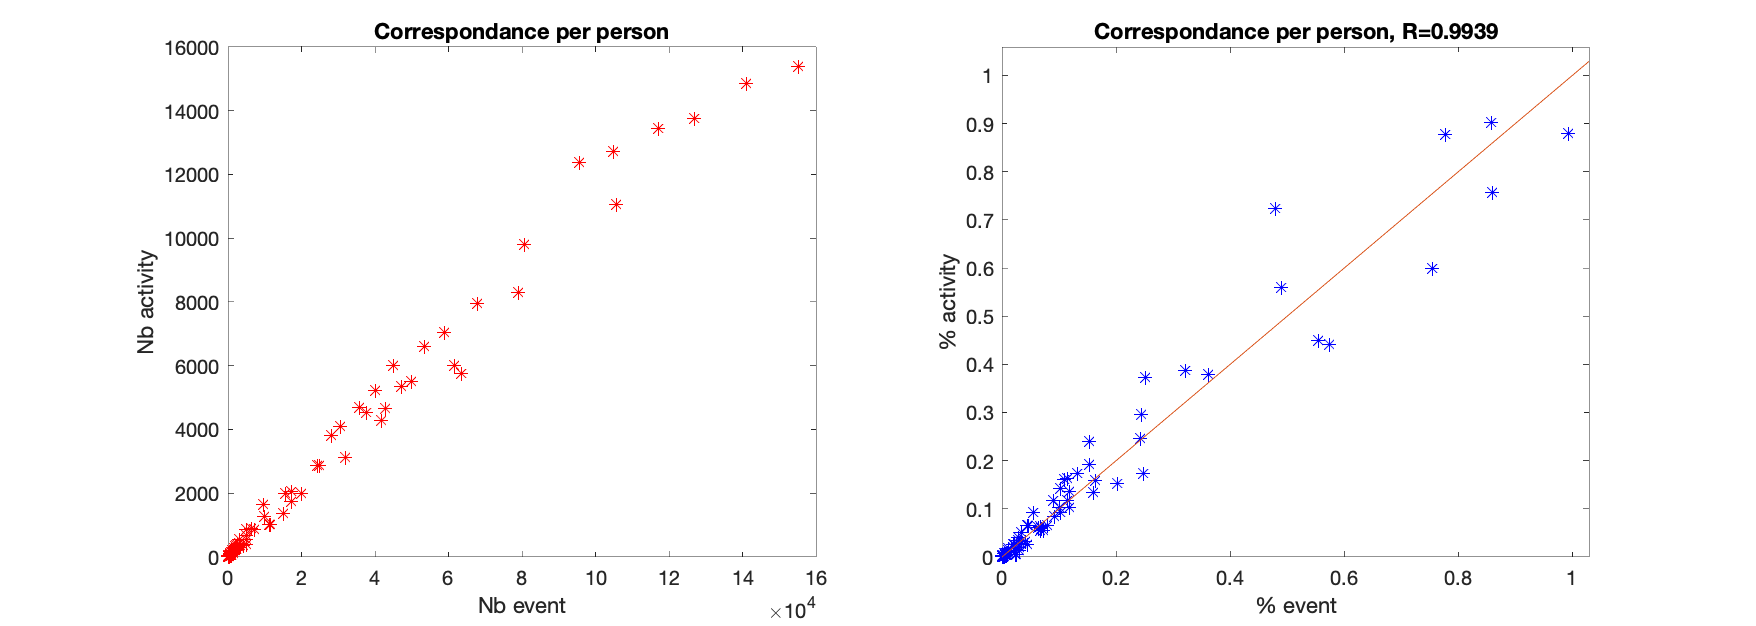 Correspondance per person
16000
14000
12000
10000
8000
6000
4000
2000
0
Nb activity
0 2 4 6 8 10 12 14 16
Nb event
×10^4
Correspondance per person, R=0.9939
1
0.9
0.8
0.7
0.6
0.5
0.4
0.3
0.2
0.1
0
% activity
0 0.2 0.4 0.6 0.8 1
% event